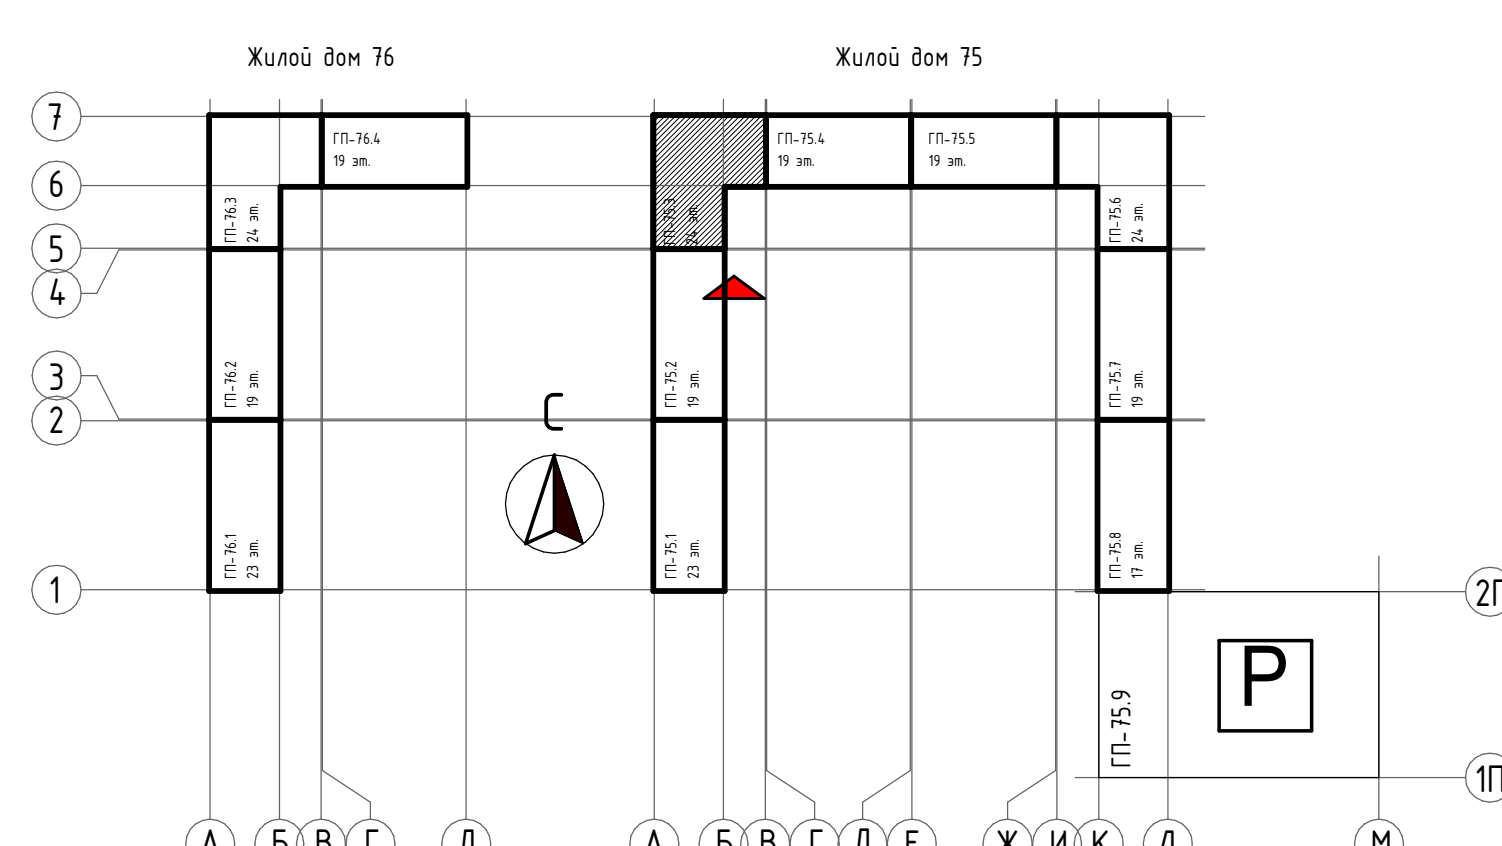 Жилой дом 76
Жилой дом 75
7
ГП-76.4
19 эт.
ГП-75.4
19 эт.
ГП-75.5
19 эт.
6
ГП-76.3
24 эт.
ГП-75.3
24 эт.
ГП-75.6
24 эт.
5
4
3
ГП-76.2
19 эт.
ГП-75.2
19 эт.
ГП-75.7
19 эт.
2
С
ГП-76.1
23 эт.
ГП-75.1
23 эт.
ГП-75.8
17 эт.
1
2П
ГП-75.9
P
1П
А Б В Г Д А Б В Г Д Е Ж И К Л М